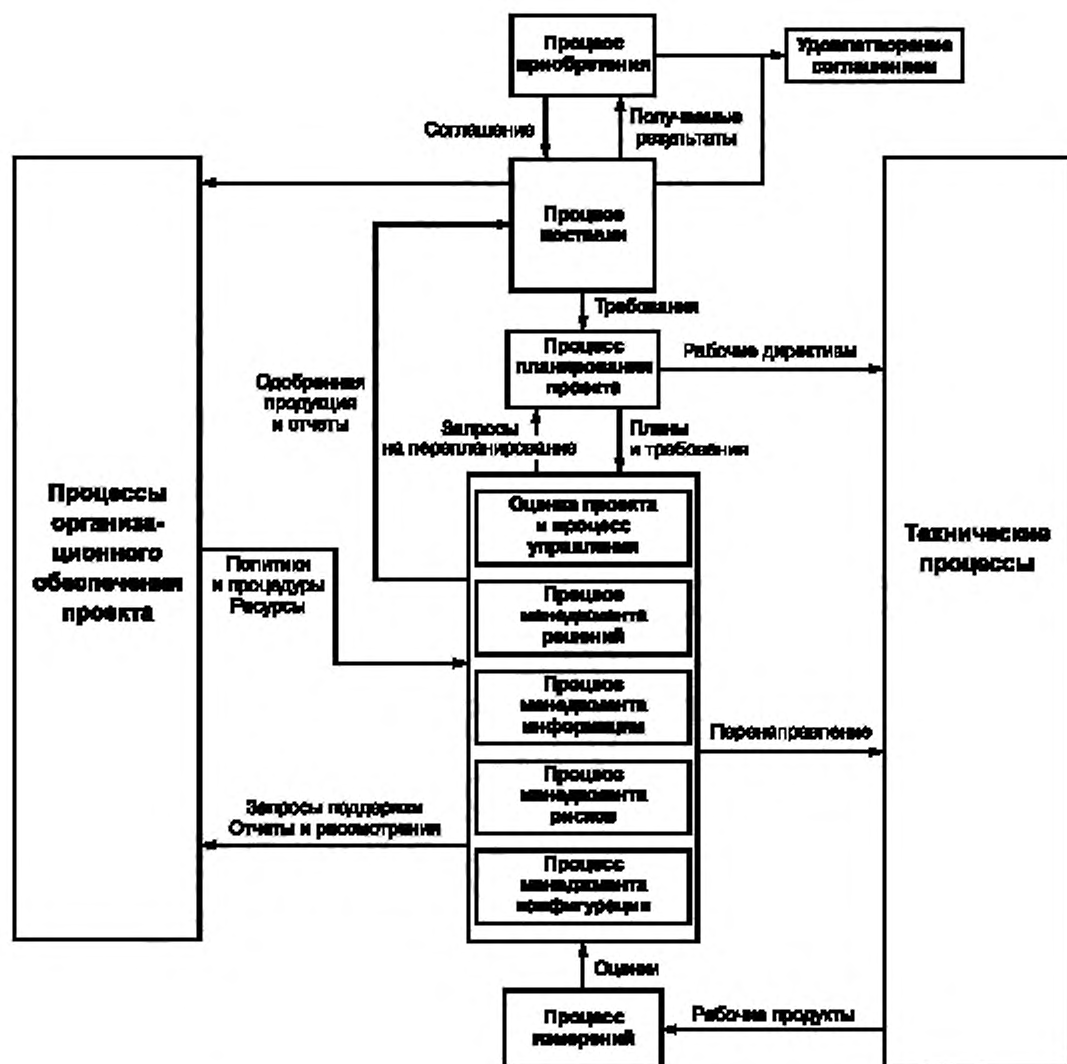 Процесс
приобретения
Удовлетворение
соглашением
Соглашение
Получаемые
результаты
Процесс
поставки
Требования
Процесс
планирования
проекта
Рабочие директивы
Одобренная
продукция
и отчеты
Запросы
на перепланирование
Планы
и требования
Процессы
организа-
ционного
обеспечения
проекта
Оценка проекта
и процесс
управления
Технические
процессы
Политики
и процедуры
Ресурсы
Процесс
менеджмента
решений
Процесс
менеджмента
информации
Перенаправление
Процесс
менеджмента
рисков
Запросы поддержки
Отчеты и рассмотрения
Процесс
менеджмента
конфигурации
Оценки
Процесс
измерений
Рабочие продукты